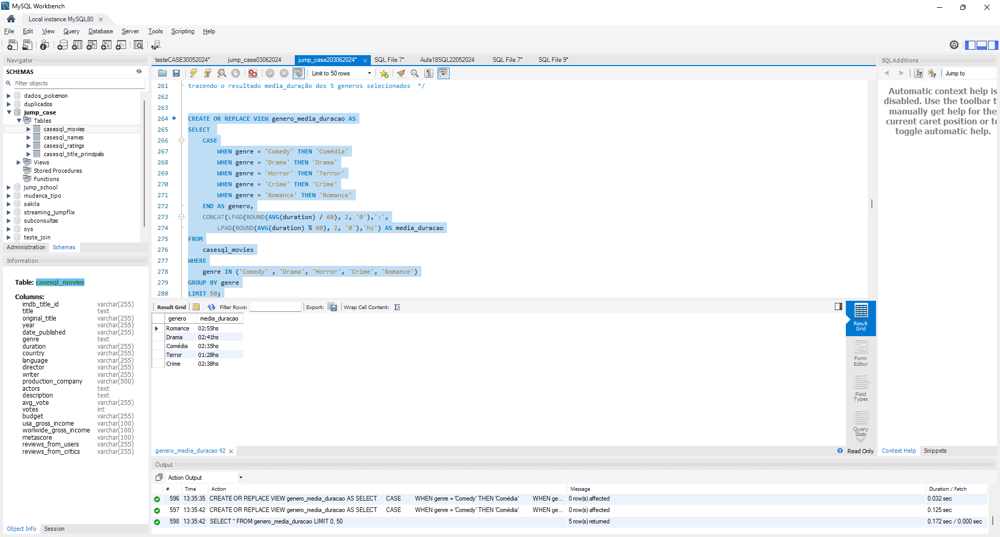 MySQL Workbench
Local instance MySQL80
File Edit View Query Database Server Tools Scripting Help
Navigator
SCHEMAS
Filter objects
dados_pokemon
duplicados
jump_case
Tables
casesql_movies
casesql_names
casesql_ratings
casesql_title_principals
Views
Stored Procedures
Functions
jump_school
mudanca_tipo
sakila
streaming_jumpflix
subconsultas
sys
teste_join
Administration Schemas
Information
Table: casesql_movies
Columns:
imdb_title_id varchar(255)
title text
original_title varchar(255)
year varchar(255)
date_published varchar(255)
genre text
duration varchar(255)
country varchar(255)
language varchar(255)
director varchar(255)
writer varchar(255)
production_company varchar(500)
actors text
description text
avg_vote varchar(255)
votes int
budget varchar(255)
usa_gross_income varchar(100)
worlwide_gross_income varchar(100)
metascore varchar(100)
reviews_from_users varchar(255)
reviews_from_critics varchar(255)
Object Info Session
testeCASE30052024* jump_case03062024 jump_case203062024* SQL File 7* Aula18SQL22052024 SQL File 7* SQL File 9*
Limit to 50 rows
261 trazendo o resultado media_duração dos 5 generos selecionados */
262
263
264 CREATE OR REPLACE VIEW genero_media_duracao AS
265 SELECT
266 CASE
267 WHEN genre = 'Comedy' THEN 'Comédia'
268 WHEN genre = 'Drama' THEN 'Drama'
269 WHEN genre = 'Horror' THEN 'Terror'
270 WHEN genre = 'Crime' THEN 'Crime'
271 WHEN genre = 'Romance' THEN 'Romance'
272 END AS genero,
273 CONCAT(LPAD(ROUND(AVG(duration) / 60), 2, '0'),':',
274 LPAD(ROUND(AVG(duration) % 60), 2, '0'),'hs') AS media_duracao
275 FROM
276 casesql_movies
277 WHERE
278 genre IN ('Comedy' , 'Drama', 'Horror', 'Crime', 'Romance')
279 GROUP BY genre
280 LIMIT 50;
Result Grid Filter Rows: Export: Wrap Cell Content: IA
genero media_duracao
Romance 02:55hs
Drama 02:41hs
Comédia 02:35hs
Terror 01:28hs
Crime 02:38hs
Result Grid
Form Editor
Field Types
Query Stats
genero_media_duracao 92
Read Only
Output
Action Output
# Time Action Message Duration / Fetch
596 13:35:35 CREATE OR REPLACE VIEW genero_media_duracao AS SELECT CASE WHEN genre = 'Comedy' THEN 'Comédia' WHEN ge... 0 row(s) affected 0.032 sec
597 13:35:42 CREATE OR REPLACE VIEW genero_media_duracao AS SELECT CASE WHEN genre = 'Comedy' THEN 'Comédia' WHEN ge... 0 row(s) affected 0.125 sec
598 13:35:42 SELECT * FROM genero_media_duracao LIMIT 0, 50 5 row(s) returned 0.172 sec / 0.000 sec
SQLAdditions
Jump to
Automatic context help is
disabled. Use the toolbar t
manually get help for the
current caret position or to
toggle automatic help.
Context Help Snippets